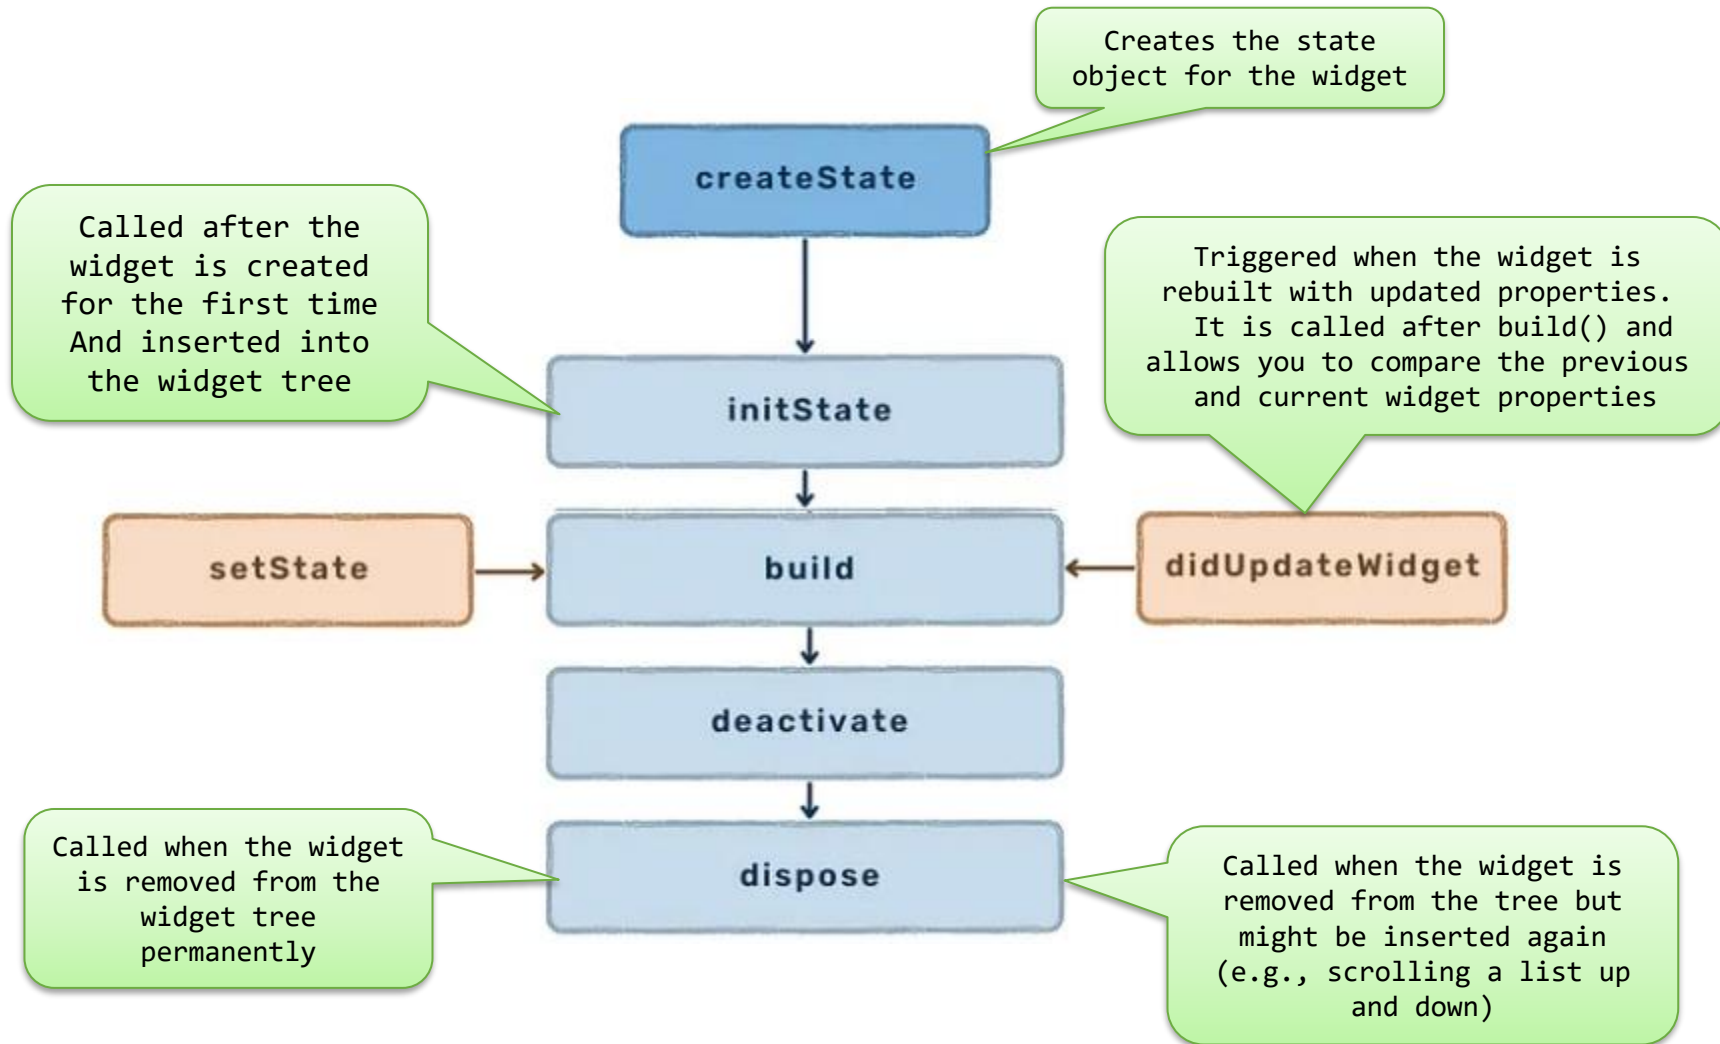 Creates the state
object for the widget
createState
Called after the
widget is created
for the first time
And inserted into
the widget tree
Triggered when the widget is
rebuilt with updated properties.
It is called after build() and
allows you to compare the previous
and current widget properties
initState
setState
build
didUpdateWidget
deactivate
Called when the widget
is removed from the
widget tree
permanently
dispose
Called when the widget is
removed from the tree but
might be inserted again
(e.g., scrolling a list up
and down)